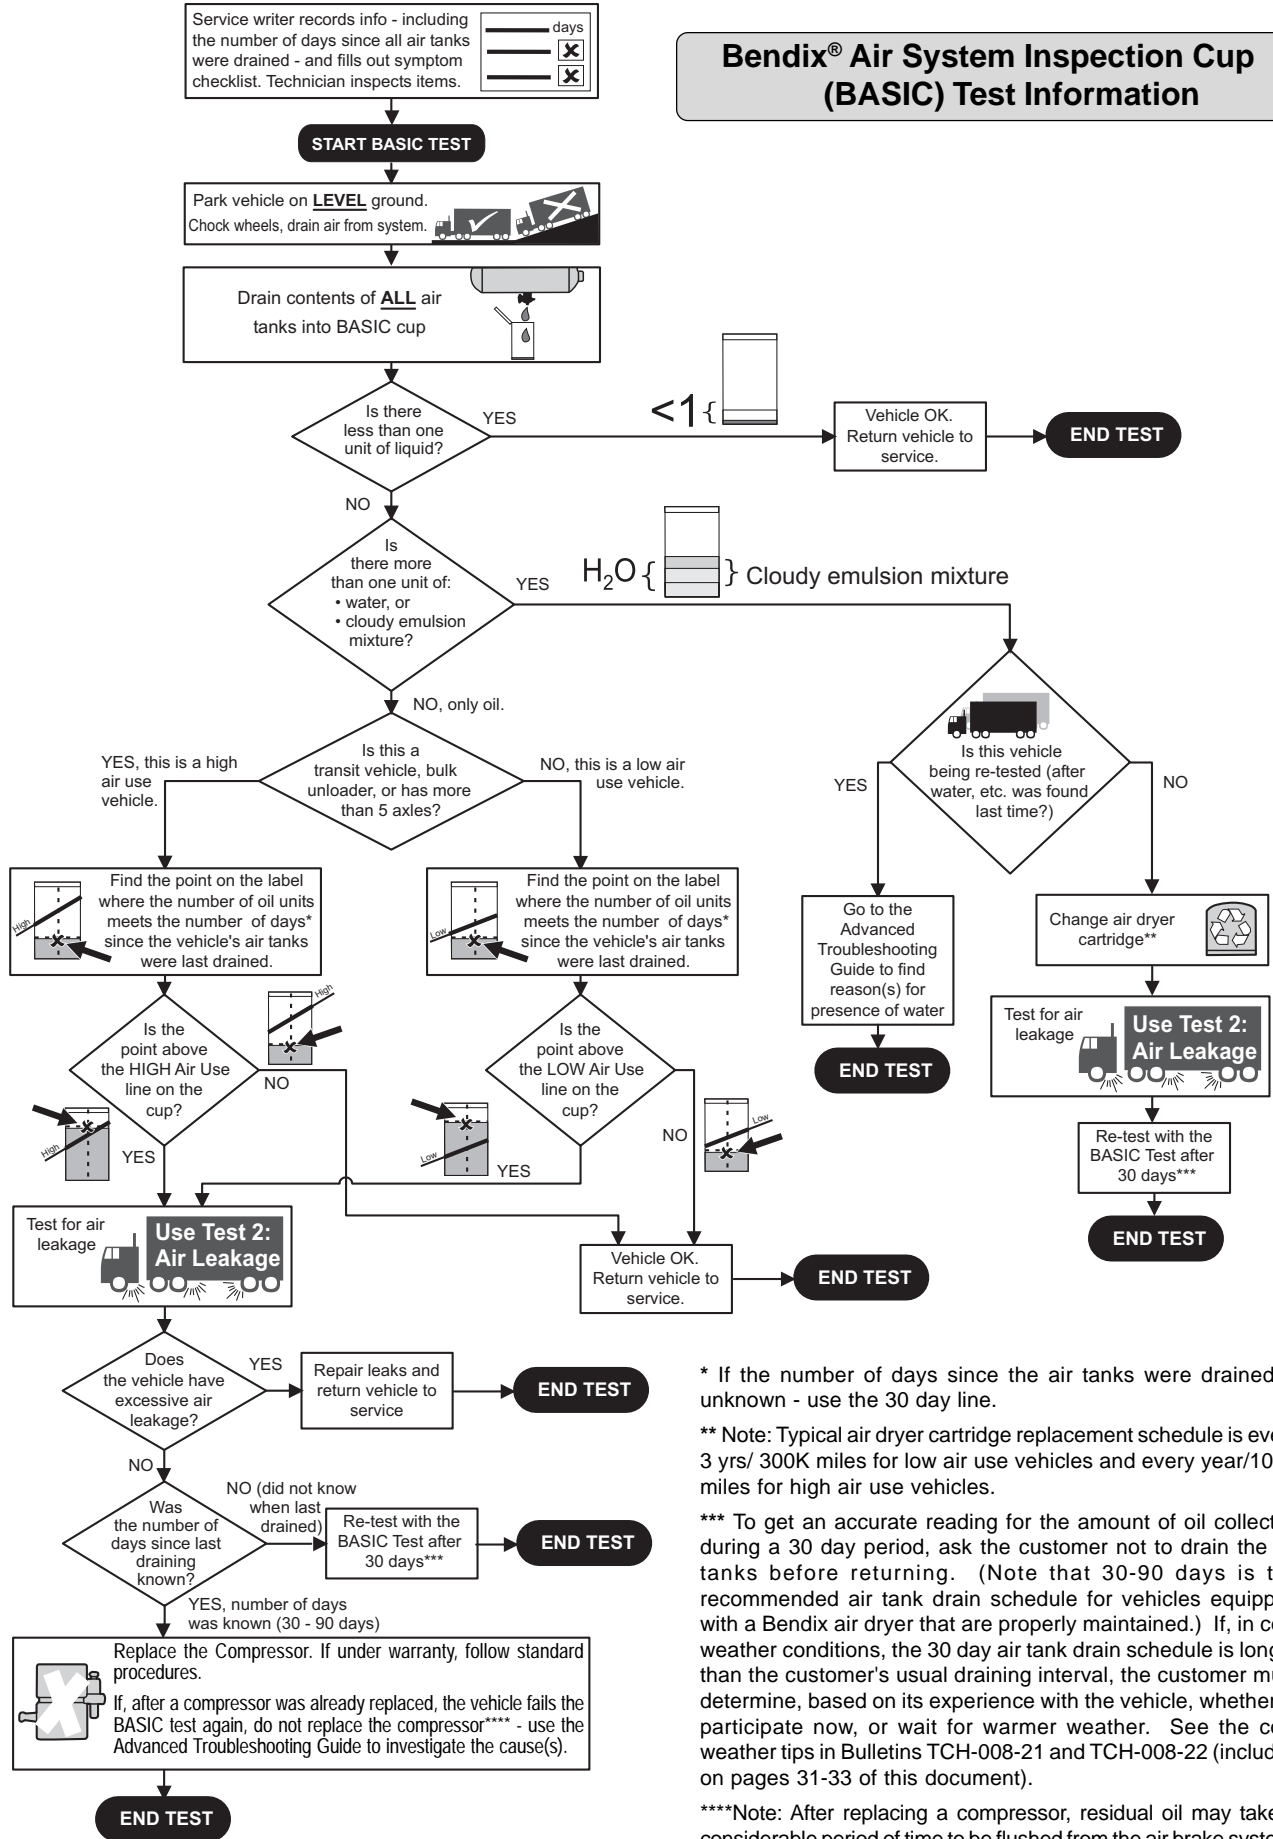 Service writer records info - including
the number of days since all air tanks
were drained - and fills out symptom
checklist. Technician inspects items.
days
Bendix® Air System Inspection Cup
(BASIC) Test Information
START BASIC TEST
Park vehicle on LEVEL ground.
Chock wheels, drain air from system.
Drain contents of ALL air
tanks into BASIC cup
Is there
less than one
unit of liquid?
YES
<1 {
Vehicle OK.
Return vehicle to
service.
END TEST
NO
Is
there more
than one unit of:
• water, or
• cloudy emulsion
mixture?
YES
H₂O { } Cloudy emulsion mixture
NO, only oil.
Is this a
transit vehicle, bulk
unloader, or has more
than 5 axles?
YES, this is a high
air use
vehicle.
NO, this is a low air
use vehicle.
Is this vehicle
being re-tested (after
water, etc. was found
last time?)
YES
NO
High
Find the point on the label
where the number of oil units
meets the number of days*
since the vehicle's air tanks
were last drained.
Low
Find the point on the label
where the number of oil units
meets the number of days*
since the vehicle's air tanks
were last drained.
Go to the
Advanced
Troubleshooting
Guide to find
reason(s) for
presence of water
END TEST
Change air dryer
cartridge**
Test for air
leakage
Use Test 2:
Air Leakage
Re-test with the
BASIC Test after
30 days***
END TEST
Is the
point above
the HIGH Air Use
line on the
cup?
High
NO
High
YES
Is the
point above
the LOW Air Use
line on the
cup?
Low
YES
NO
Low
Test for air
leakage
Use Test 2:
Air Leakage
Vehicle OK.
Return vehicle to
service.
END TEST
Does
the vehicle have
excessive air
leakage?
YES
Repair leaks and
return vehicle to
service
END TEST
NO
Was
the number of
days since last
draining
known?
NO (did not know
when last
drained)
Re-test with the
BASIC Test after
30 days***
END TEST
YES, number of days
was known (30 - 90 days)
Replace the Compressor. If under warranty, follow standard
procedures.
If, after a compressor was already replaced, the vehicle fails the
BASIC test again, do not replace the compressor**** - use the
Advanced Troubleshooting Guide to investigate the cause(s).
END TEST
* If the number of days since the air tanks were drained
unknown - use the 30 day line.
** Note: Typical air dryer cartridge replacement schedule is
3 yrs/ 300K miles for low air use vehicles and every
miles for high air use vehicles.
*** To get an accurate reading for the amount of oil
during a 30 day period, ask the customer not to drain the
tanks before returning. (Note that 30-90 days is
recommended air tank drain schedule for vehicles
with a Bendix air dryer that are properly maintained.) If, in
weather conditions, the 30 day air tank drain schedule is
than the customer's usual draining interval, the customer
determine, based on its experience with the vehicle, whether
participate now, or wait for warmer weather. See the
weather tips in Bulletins TCH-008-21 and TCH-008-22
on pages 31-33 of this document).
****Note: After replacing a compressor, residual oil may take
considerable period of time to be flushed from the air brake